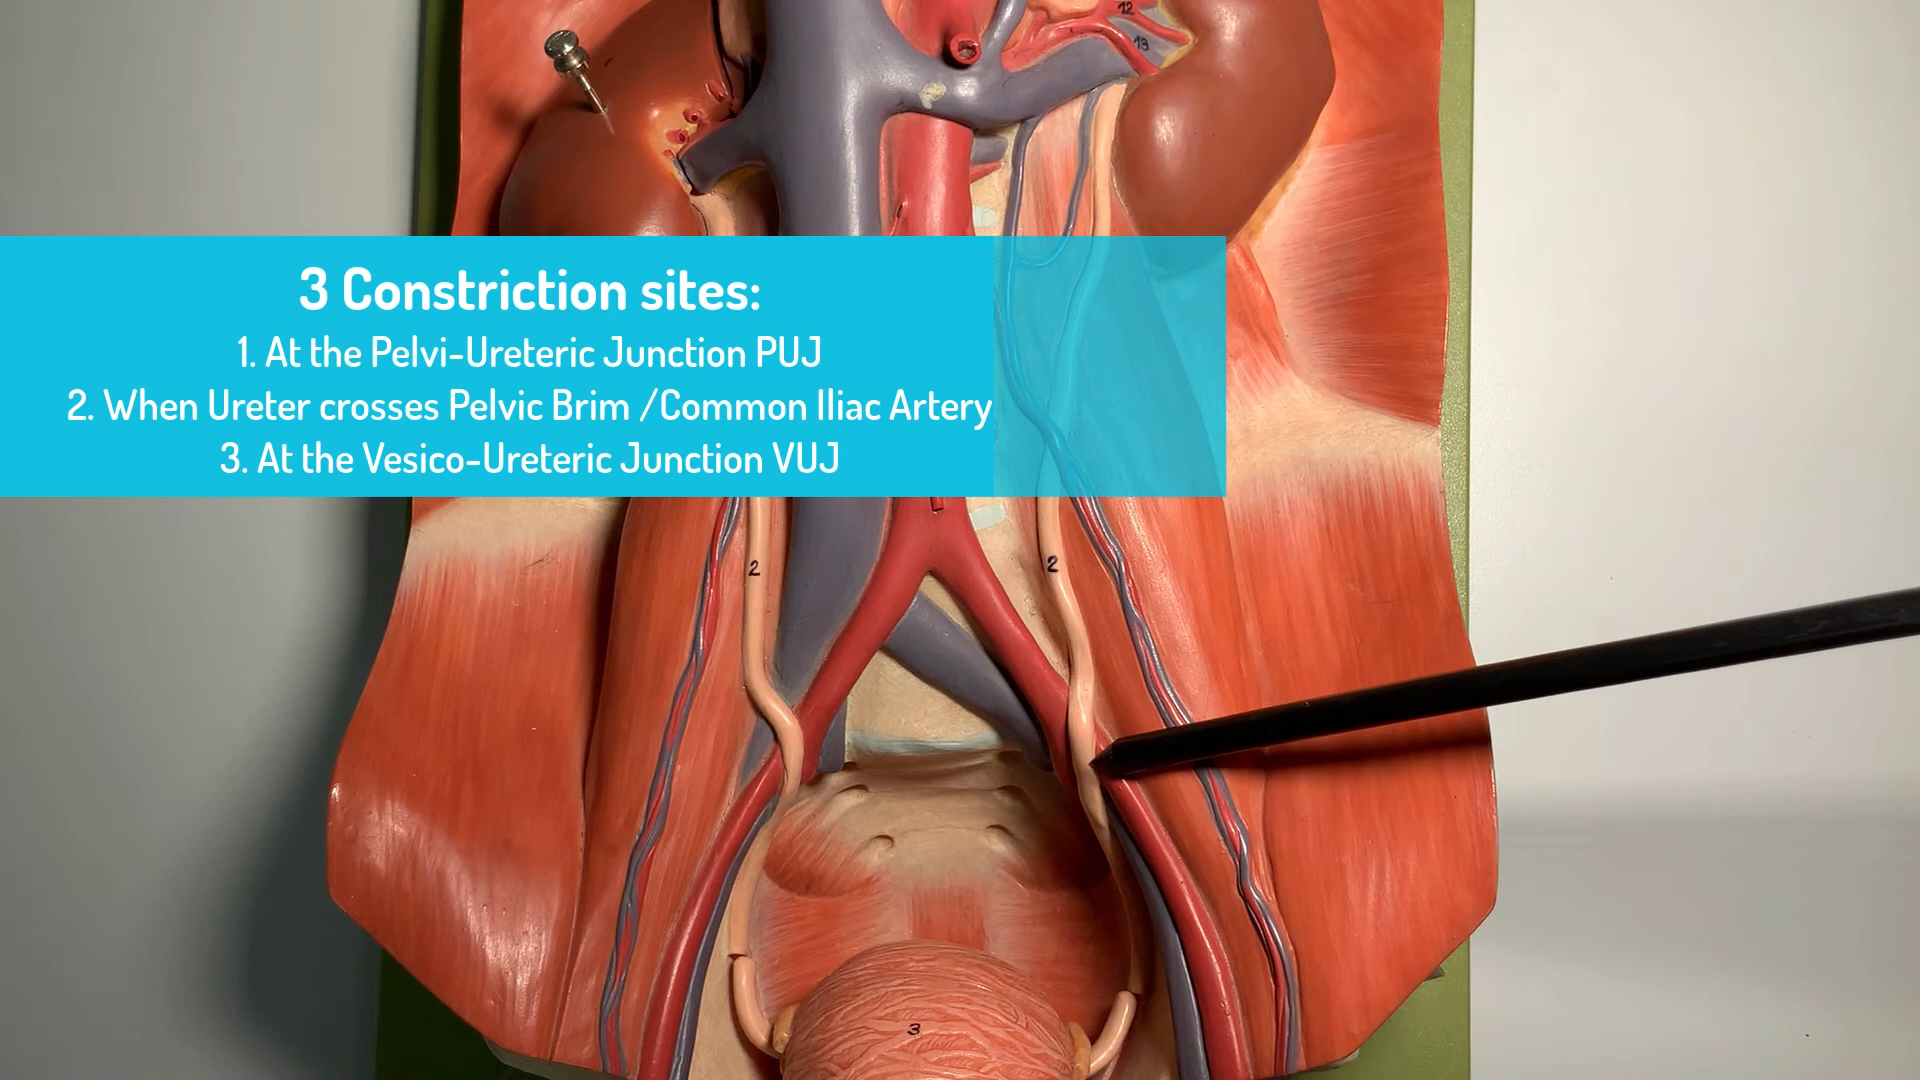 12
13
3 Constriction sites:
1. At the Pelvi-Ureteric Junction PUJ
2. When Ureter crosses Pelvic Brim /Common Iliac Artery
3. At the Vesico-Ureteric Junction VUJ
2 2
3